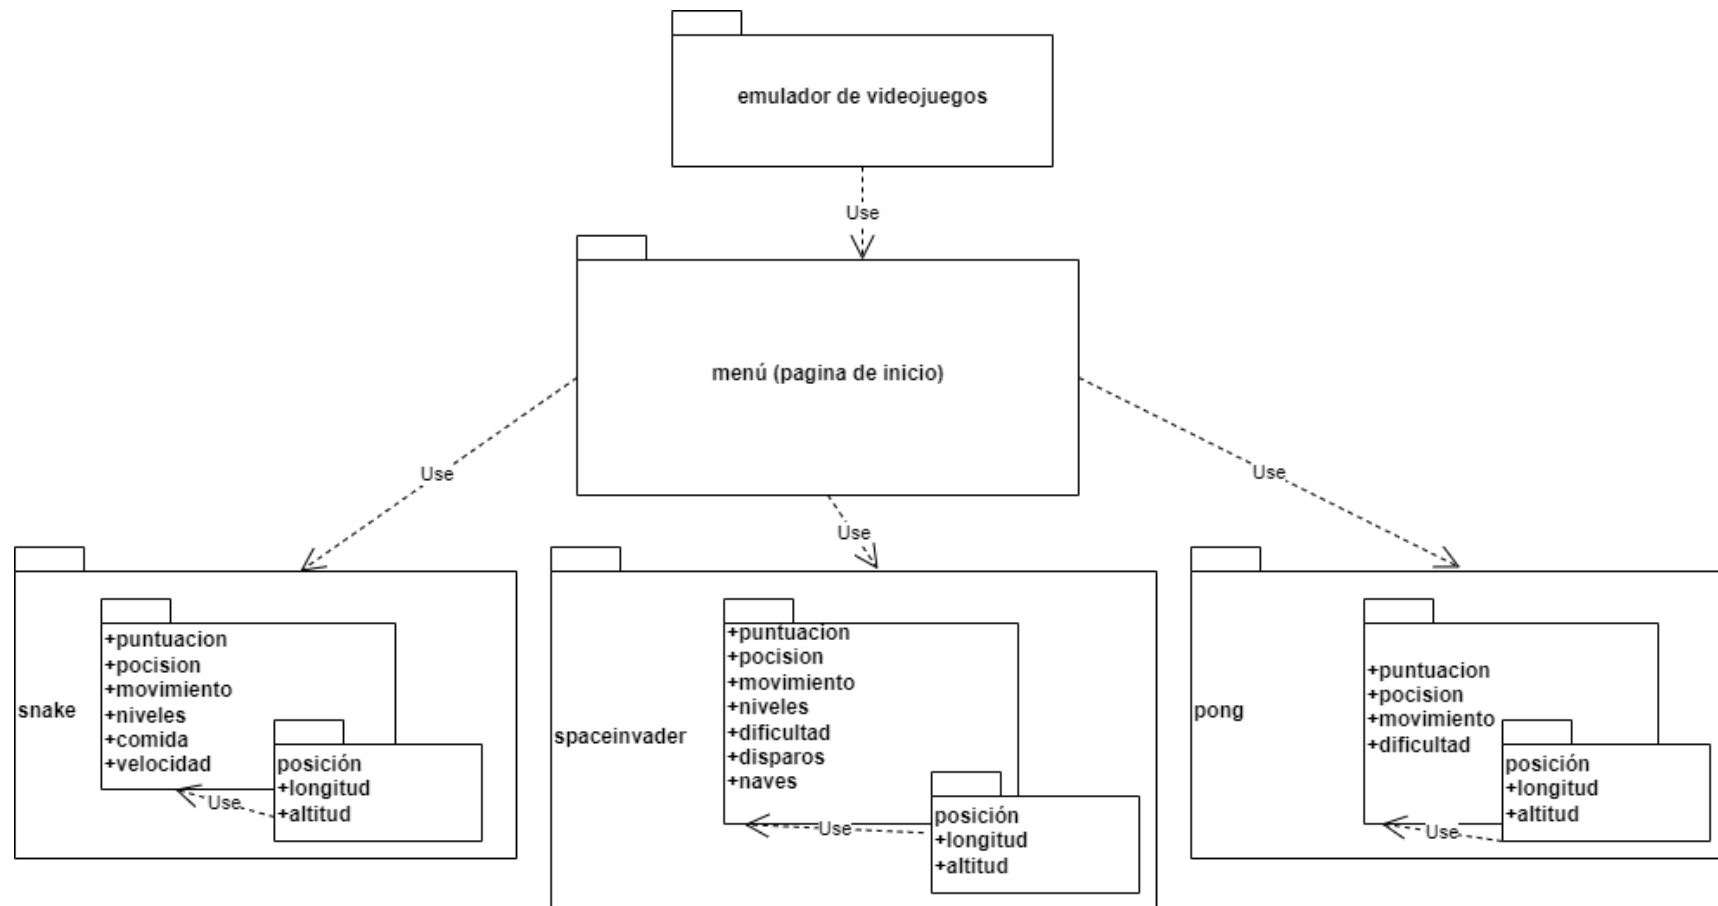 emulador de videojuegos
Use
menú (pagina de inicio)
Use
Use
Use
snake
+puntuacion
+pocision
+movimiento
+niveles
+comida
+velocidad
posición
+longitud
+altitud
Use
spaceinvader
+puntuacion
+pocision
+movimiento
+niveles
+dificultad
+disparos
+naves
posición
+longitud
+altitud
Use
pong
+puntuacion
+pocision
+movimiento
+dificultad
posición
+longitud
+altitud
Use